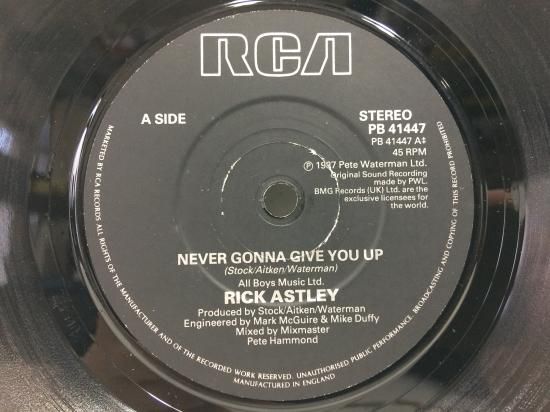 RCA
A SIDE
STEREO
PB 41447
PB 41447 A‡
45 RPM
℗ 1987 Pete Waterman Ltd.
Original Sound Recording
made by PWL.
BMG Records (UK) Ltd. are the
exclusive licensees for
the world.
NEVER GONNA GIVE YOU UP
(Stock/Aitken/Waterman)
All Boys Music Ltd.
RICK ASTLEY
Produced by Stock/Aitken/Waterman
Engineered by Mark McGuire & Mike Duffy
Mixed by Mixmaster
Pete Hammond
MARKETED BY RCA RECORDS ALL RIGHTS OF THE MANUFACTURER AND OF THE RECORDED WORK RESERVED. UNAUTHORISED PUBLIC PERFORMANCE. BROADCASTING AND COPYING OF THIS RECORD PROHIBITED
MANUFACTURED IN ENGLAND